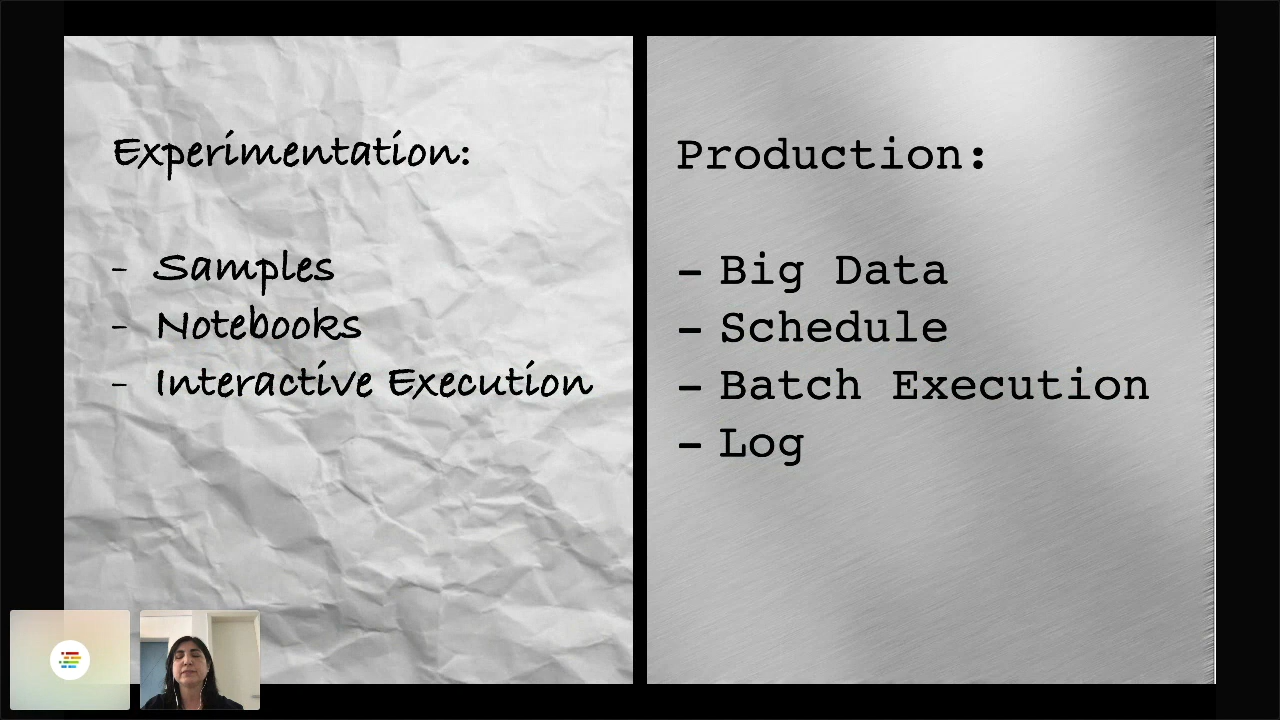 Experimentation:
- Samples
- Notebooks
- Interactive Execution
Production:
- Big Data
- Schedule
- Batch Execution
- Log